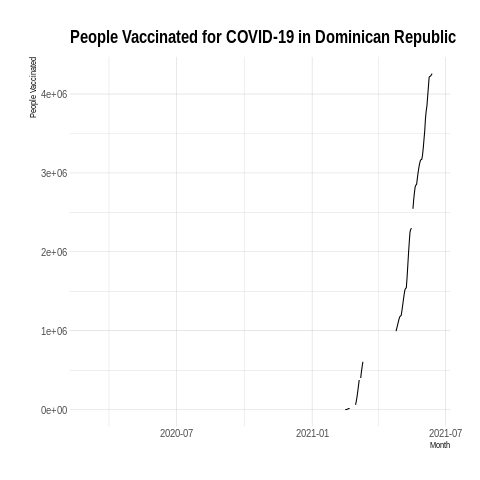 People Vaccinated for COVID-19 in Dominican Republic
People Vaccinated
4e+06
3e+06
2e+06
1e+06
0e+00
2020-07
2021-01
2021-07
Month